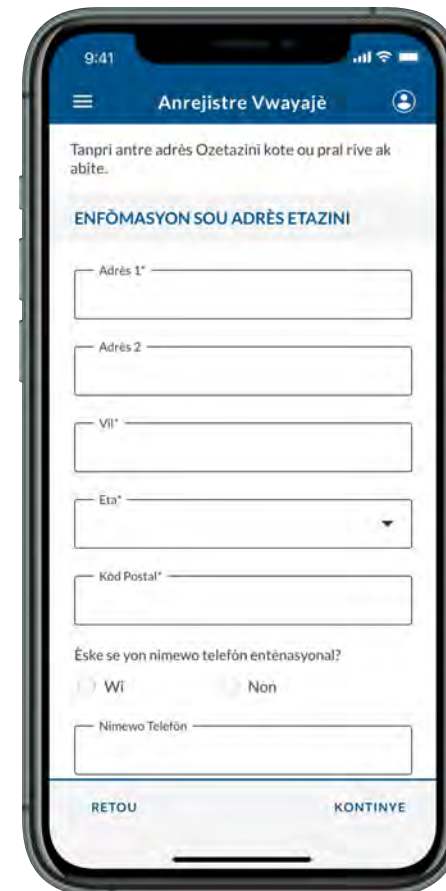 9:41
Anrejistre Vwayajè
Tanpri antre adrès Ozetazini kote ou pral rive ak
abite.
ENFÒMASYON SOU ADRÈS ETAZINI
Adrès 1*
Adrès 2
Vil*
Eta*
Kòd Postal*
Èske se yon nimewo telefòn entènasyonal?
Wi Non
Nimewo Telefòn
RETOU KONTINYE